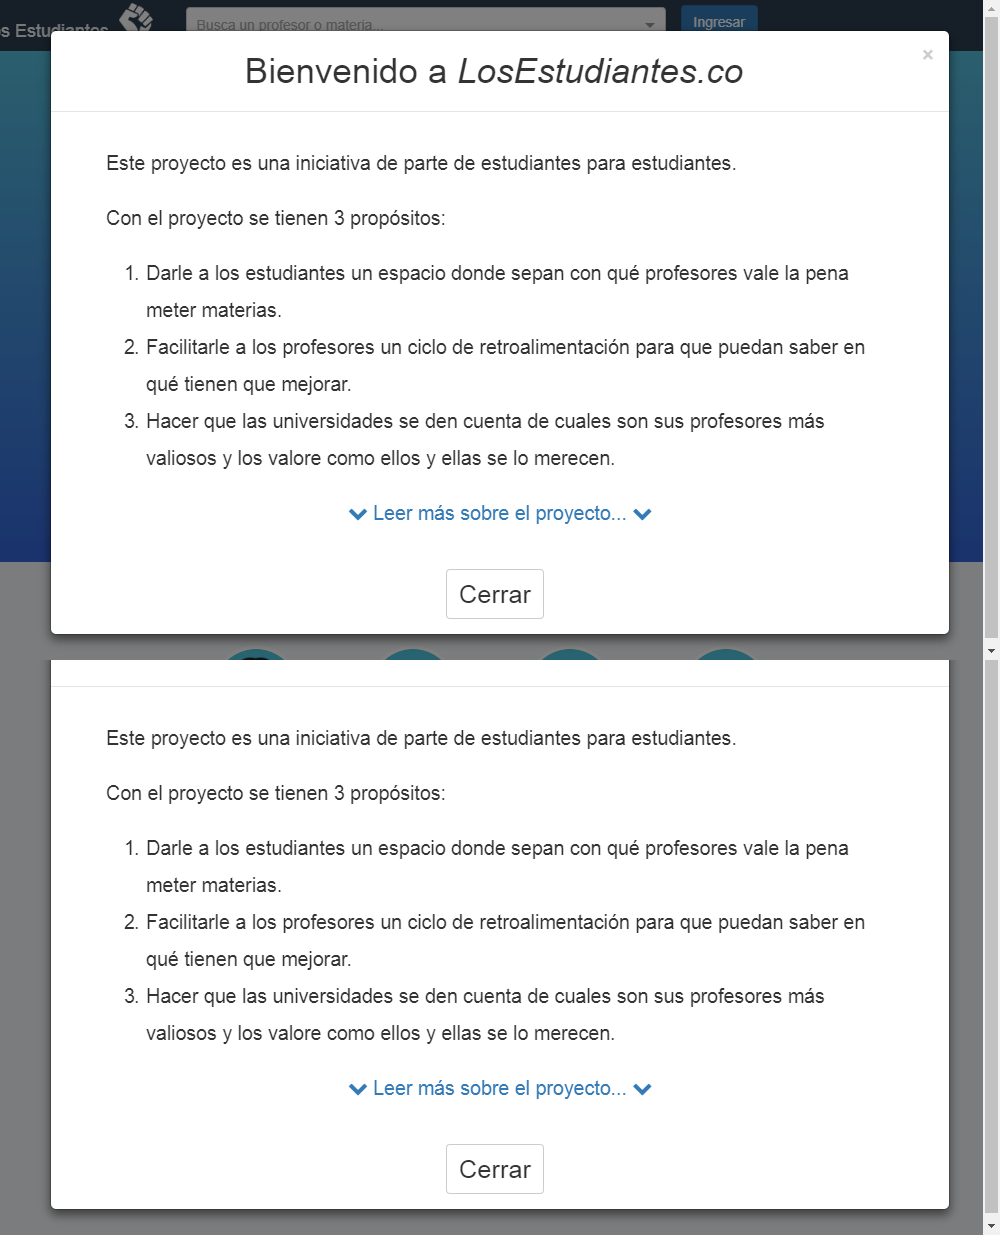 s Estudiantes
Busca un profesor o materia...
Ingresar
×
Bienvenido a LosEstudiantes.co
Este proyecto es una iniciativa de parte de estudiantes para estudiantes.
Con el proyecto se tienen 3 propósitos:
1. Darle a los estudiantes un espacio donde sepan con qué profesores vale la pena
meter materias.
2. Facilitarle a los profesores un ciclo de retroalimentación para que puedan saber en
qué tienen que mejorar.
3. Hacer que las universidades se den cuenta de cuales son sus profesores más
valiosos y los valore como ellos y ellas se lo merecen.
Leer más sobre el proyecto...
Cerrar
Este proyecto es una iniciativa de parte de estudiantes para estudiantes.
Con el proyecto se tienen 3 propósitos:
1. Darle a los estudiantes un espacio donde sepan con qué profesores vale la pena
meter materias.
2. Facilitarle a los profesores un ciclo de retroalimentación para que puedan saber en
qué tienen que mejorar.
3. Hacer que las universidades se den cuenta de cuales son sus profesores más
valiosos y los valore como ellos y ellas se lo merecen.
Leer más sobre el proyecto...
Cerrar